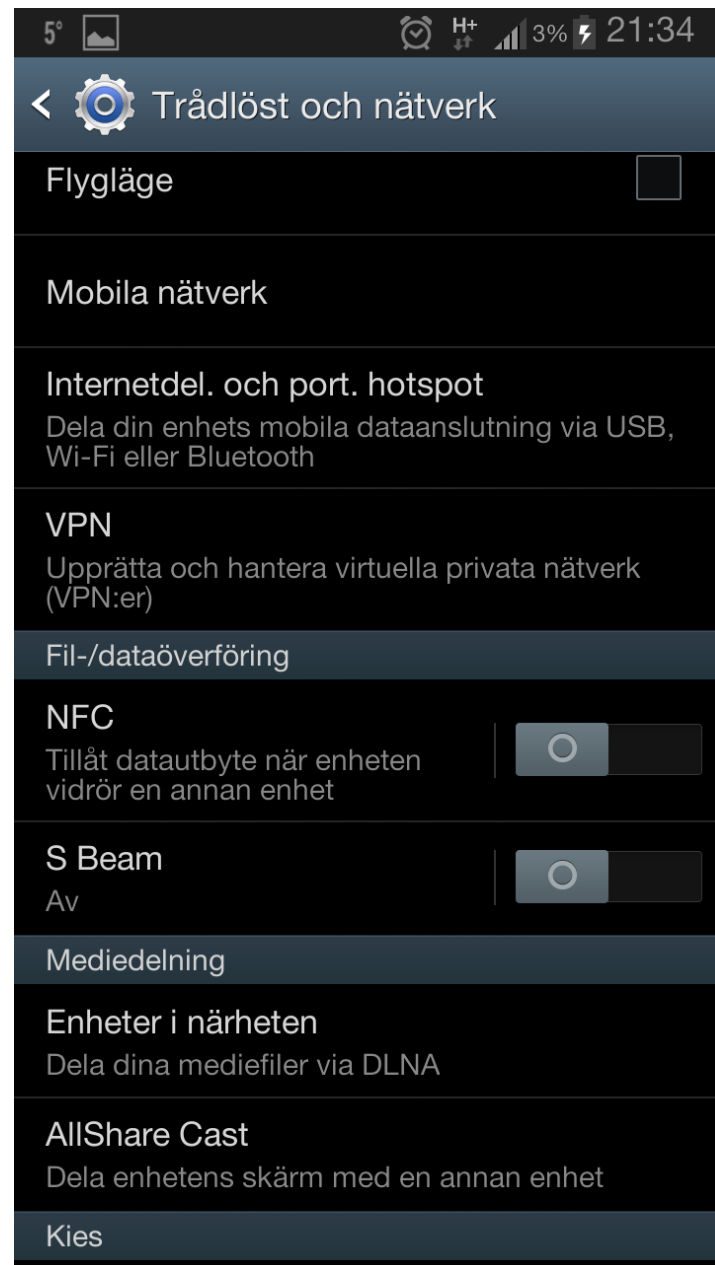 5° H+ 3% 21:34
Trådlöst och nätverk
Flygläge
Mobila nätverk
Internetdel. och port. hotspot
Dela din enhets mobila dataanslutning via USB,
Wi-Fi eller Bluetooth
VPN
Upprätta och hantera virtuella privata nätverk
(VPN:er)
Fil-/dataöverföring
NFC
Tillåt datautbyte när enheten
vidrör en annan enhet
S Beam
Av
Mediedelning
Enheter i närheten
Dela dina mediefiler via DLNA
AllShare Cast
Dela enhetens skärm med en annan enhet
Kies